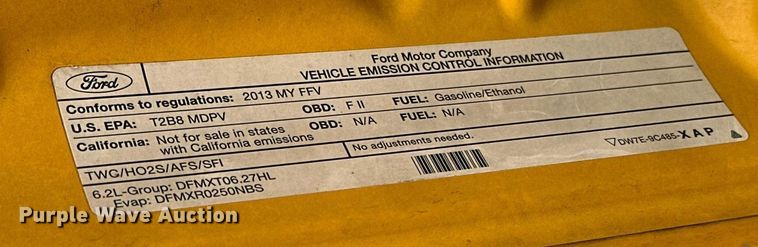 Ford
Ford Motor Company
VEHICLE EMISSION CONTROL INFORMATION
Conforms to regulations: 2013 MY FFV
U.S. EPA: T2B8 MDPV OBD: F II FUEL: Gasoline/Ethanol
California: Not for sale in states with California emissions OBD: N/A FUEL: N/A
TWC/HO2S/AFS/SFI No adjustments needed.
6.2L-Group: DFMXT06.27HL
Evap: DFMXR0250NBS
DW7E-9C485-XAP
Purple Wave Auction